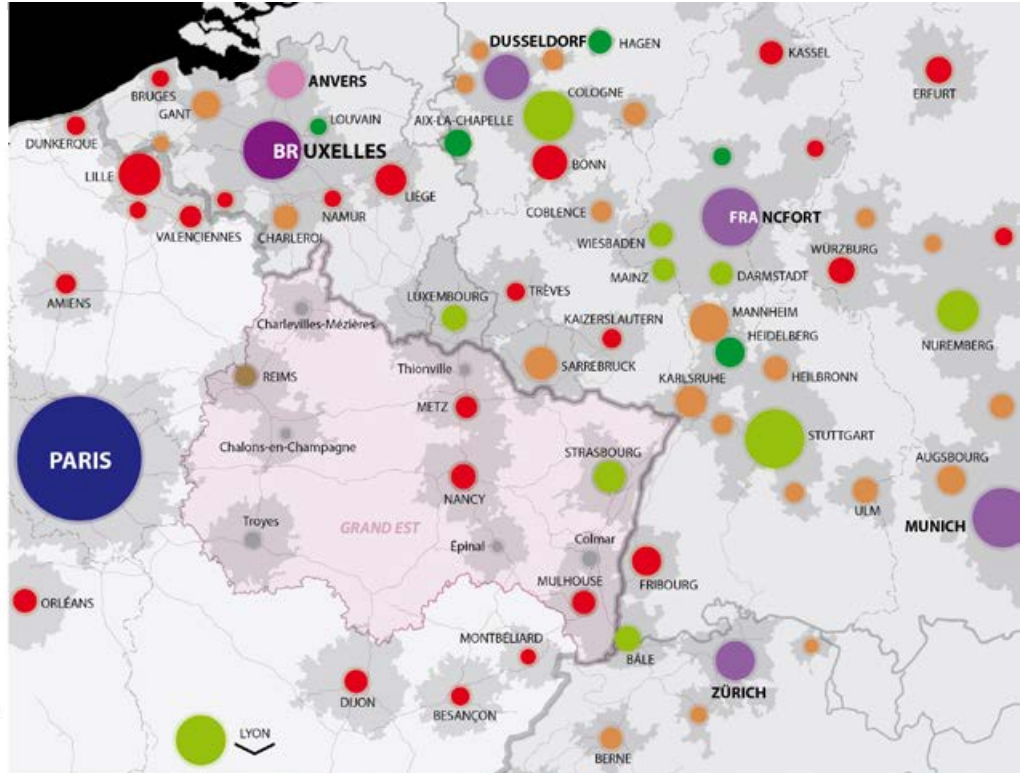 DUSSELDORF
HAGEN
KASSEL
ANVERS
BRUGES
GANT
COLOGNE
ERFURT
LOUVAIN
AIX-LA-CHAPELLE
DUNKERQUE
BRUXELLES
BONN
LILLE
LIÈGE
NAMUR
COBLENCE
FRANCFORT
VALENCIENNES
CHARLEROI
WIESBADEN
WÜRZBURG
MAINZ
DARMSTADT
AMIENS
TRÈVES
LUXEMBOURG
MANNHEIM
KAIZERSLAUTERN
Charlevilles-Mézières
HEIDELBERG
NUREMBERG
Thionville
SARREBRUCK
REIMS
KARLSRUHE
HEILBRONN
METZ
STUTTGART
Chalons-en-Champagne
STRASBOURG
PARIS
AUGSBOURG
NANCY
ULM
Troyes
GRAND EST
MUNICH
Épinal
Colmar
MULHOUSE
FRIBOURG
ORLÉANS
MONTBÉLIARD
BÂLE
ZÜRICH
DIJON
BESANÇON
LYON
BERNE